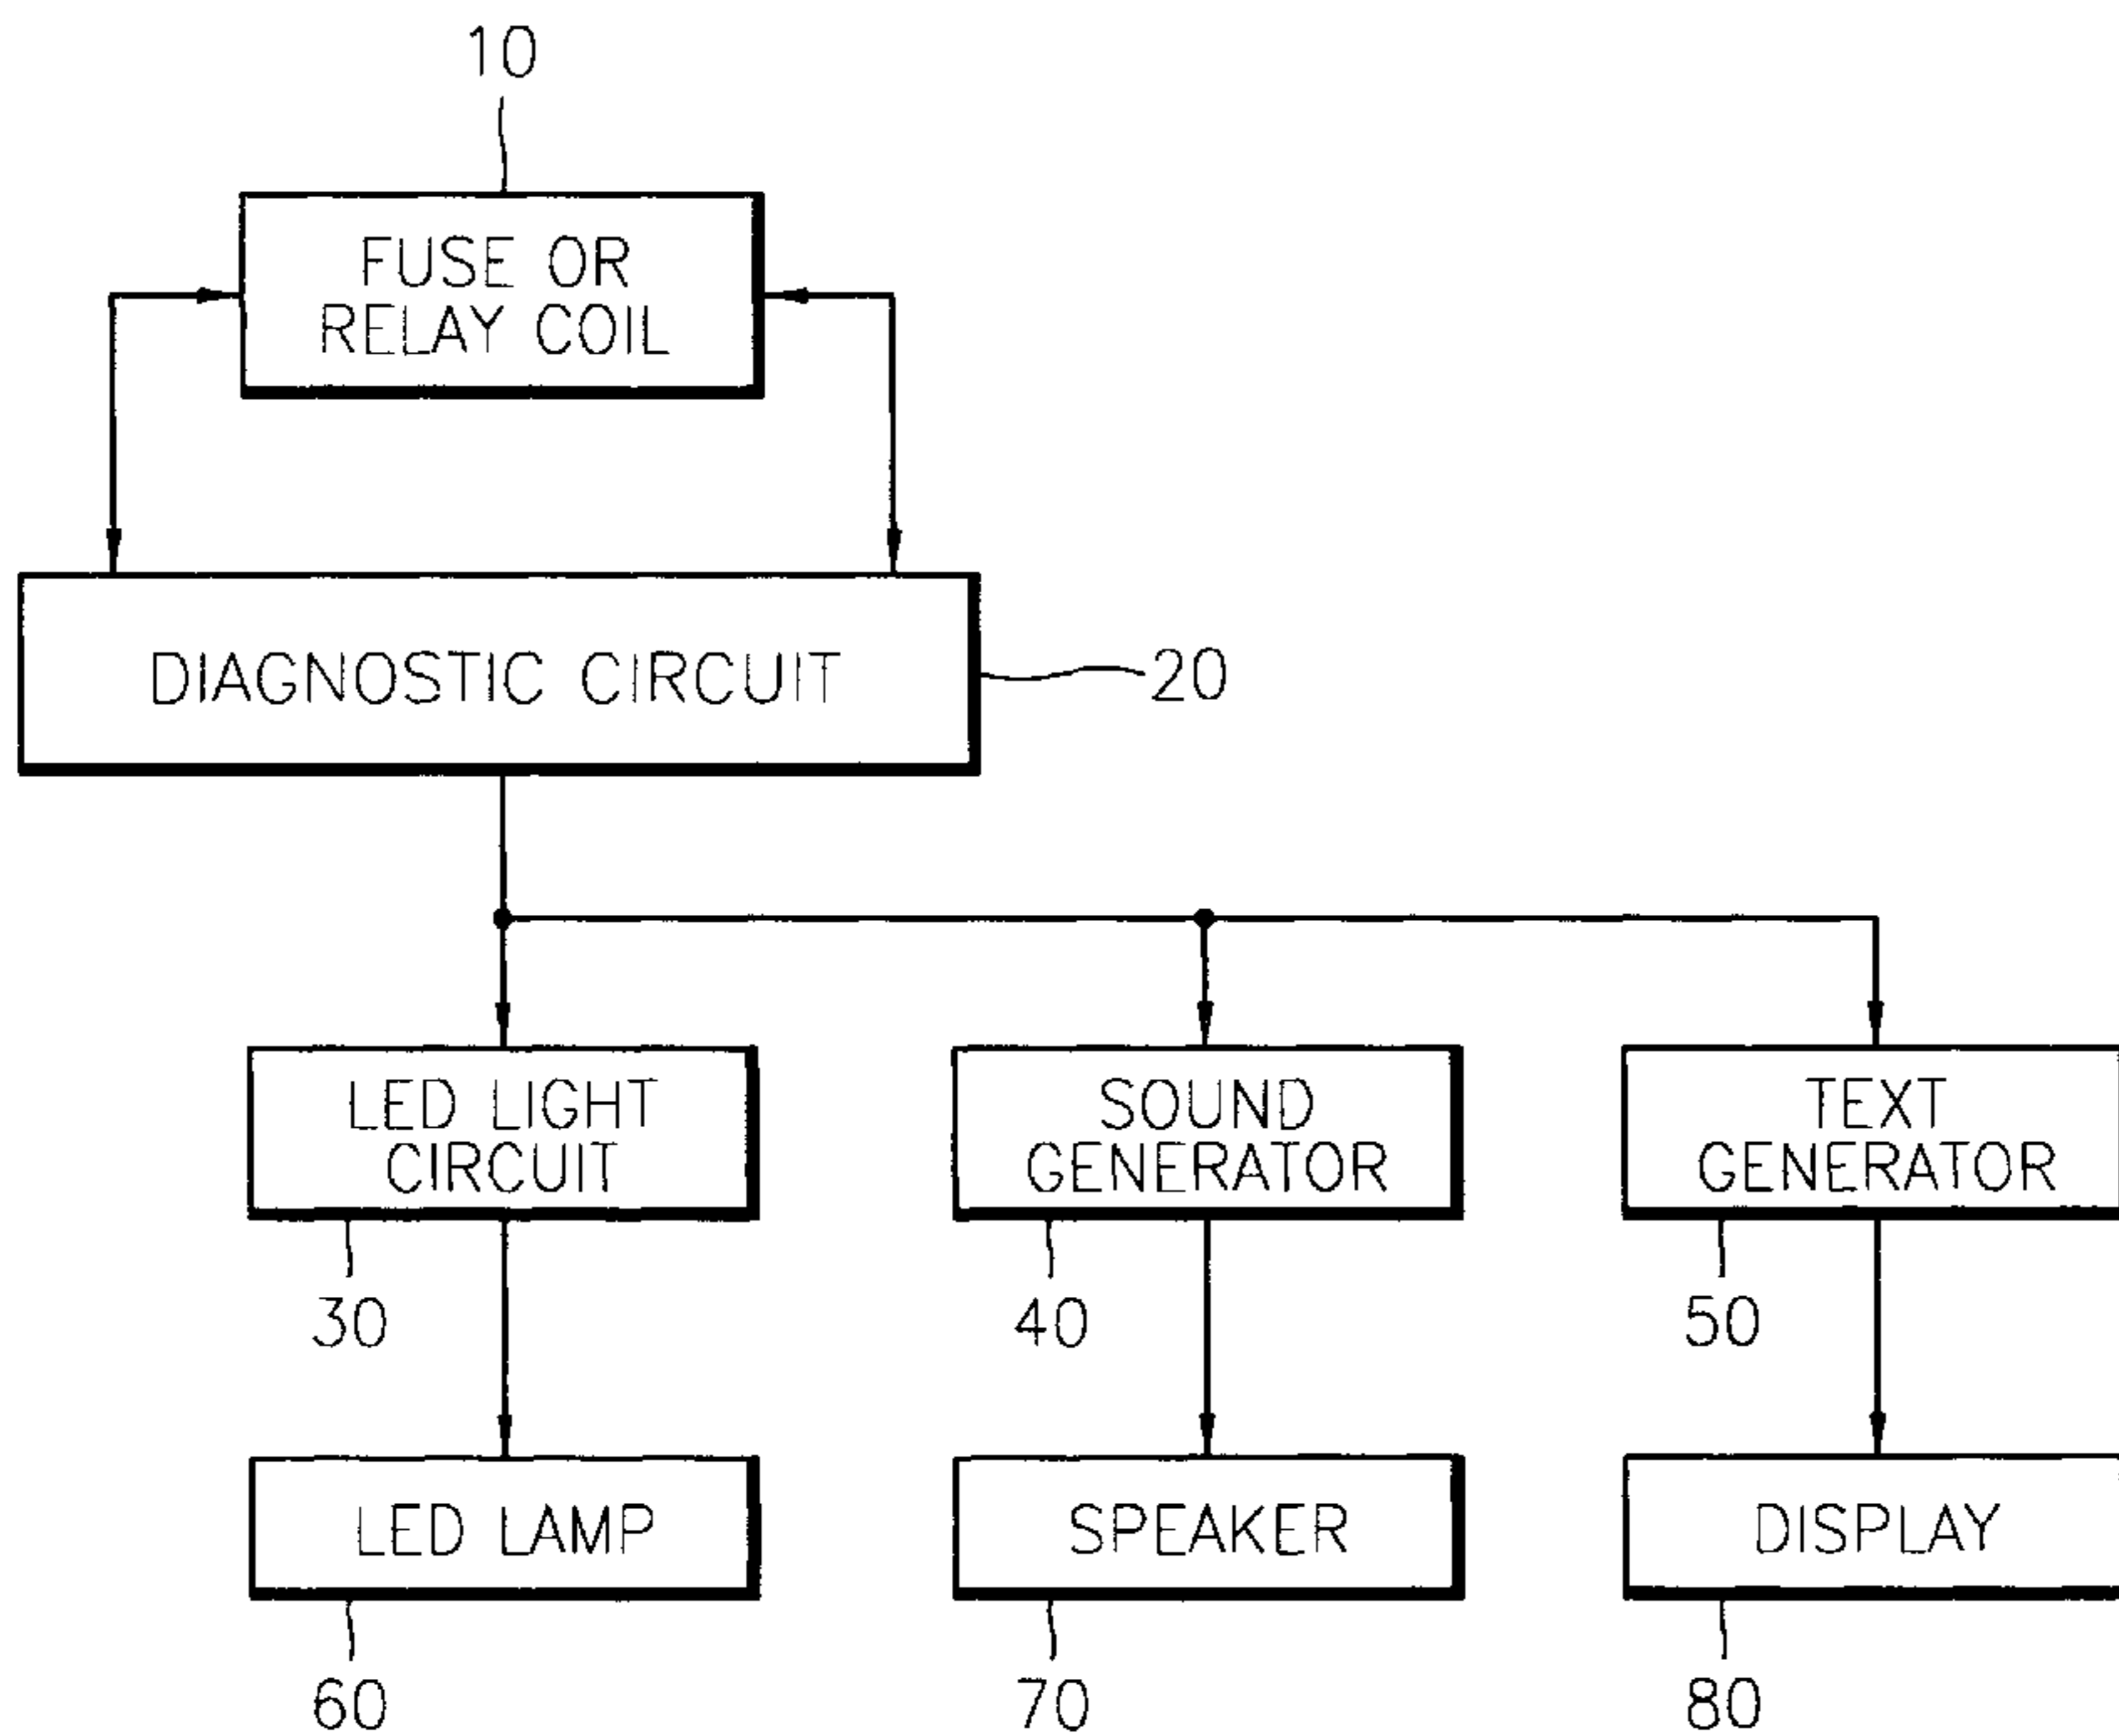 10
FUSE OR
RELAY COIL
DIAGNOSTIC CIRCUIT
20
LED LIGHT
CIRCUIT
SOUND
GENERATOR
TEXT
GENERATOR
30
40
50
LED LAMP
SPEAKER
DISPLAY
60
70
80